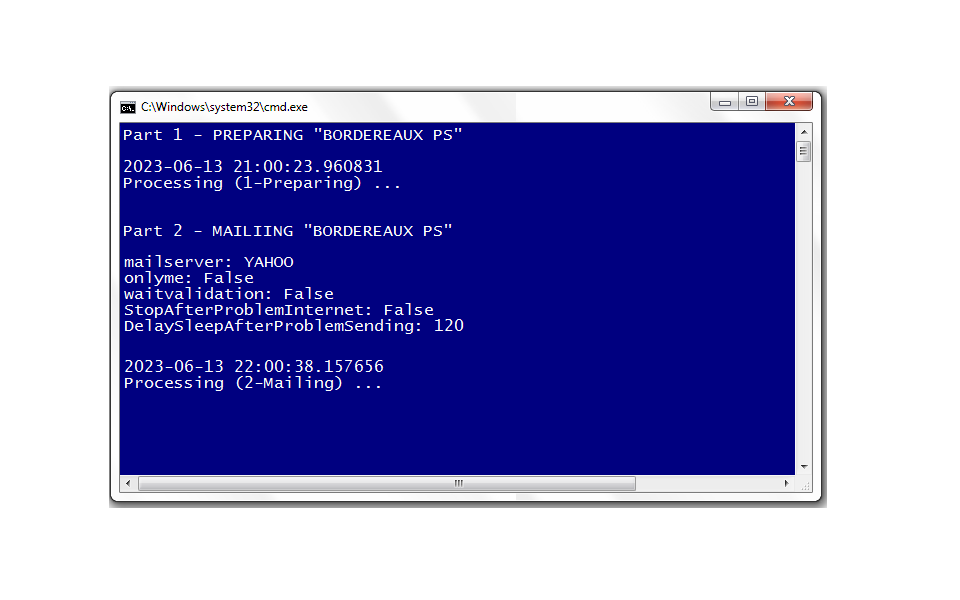 C:\Windows\system32\cmd.exe
Part 1 - PREPARING "BORDEREAUX PS"
2023-06-13 21:00:23.960831
Processing (1-Preparing) ...
Part 2 - MAILIING "BORDEREAUX PS"
mailserver: YAHOO
onlyme: False
waitvalidation: False
StopAfterProblemInternet: False
DelaySleepAfterProblemSending: 120
2023-06-13 22:00:38.157656
Processing (2-Mailing) ...